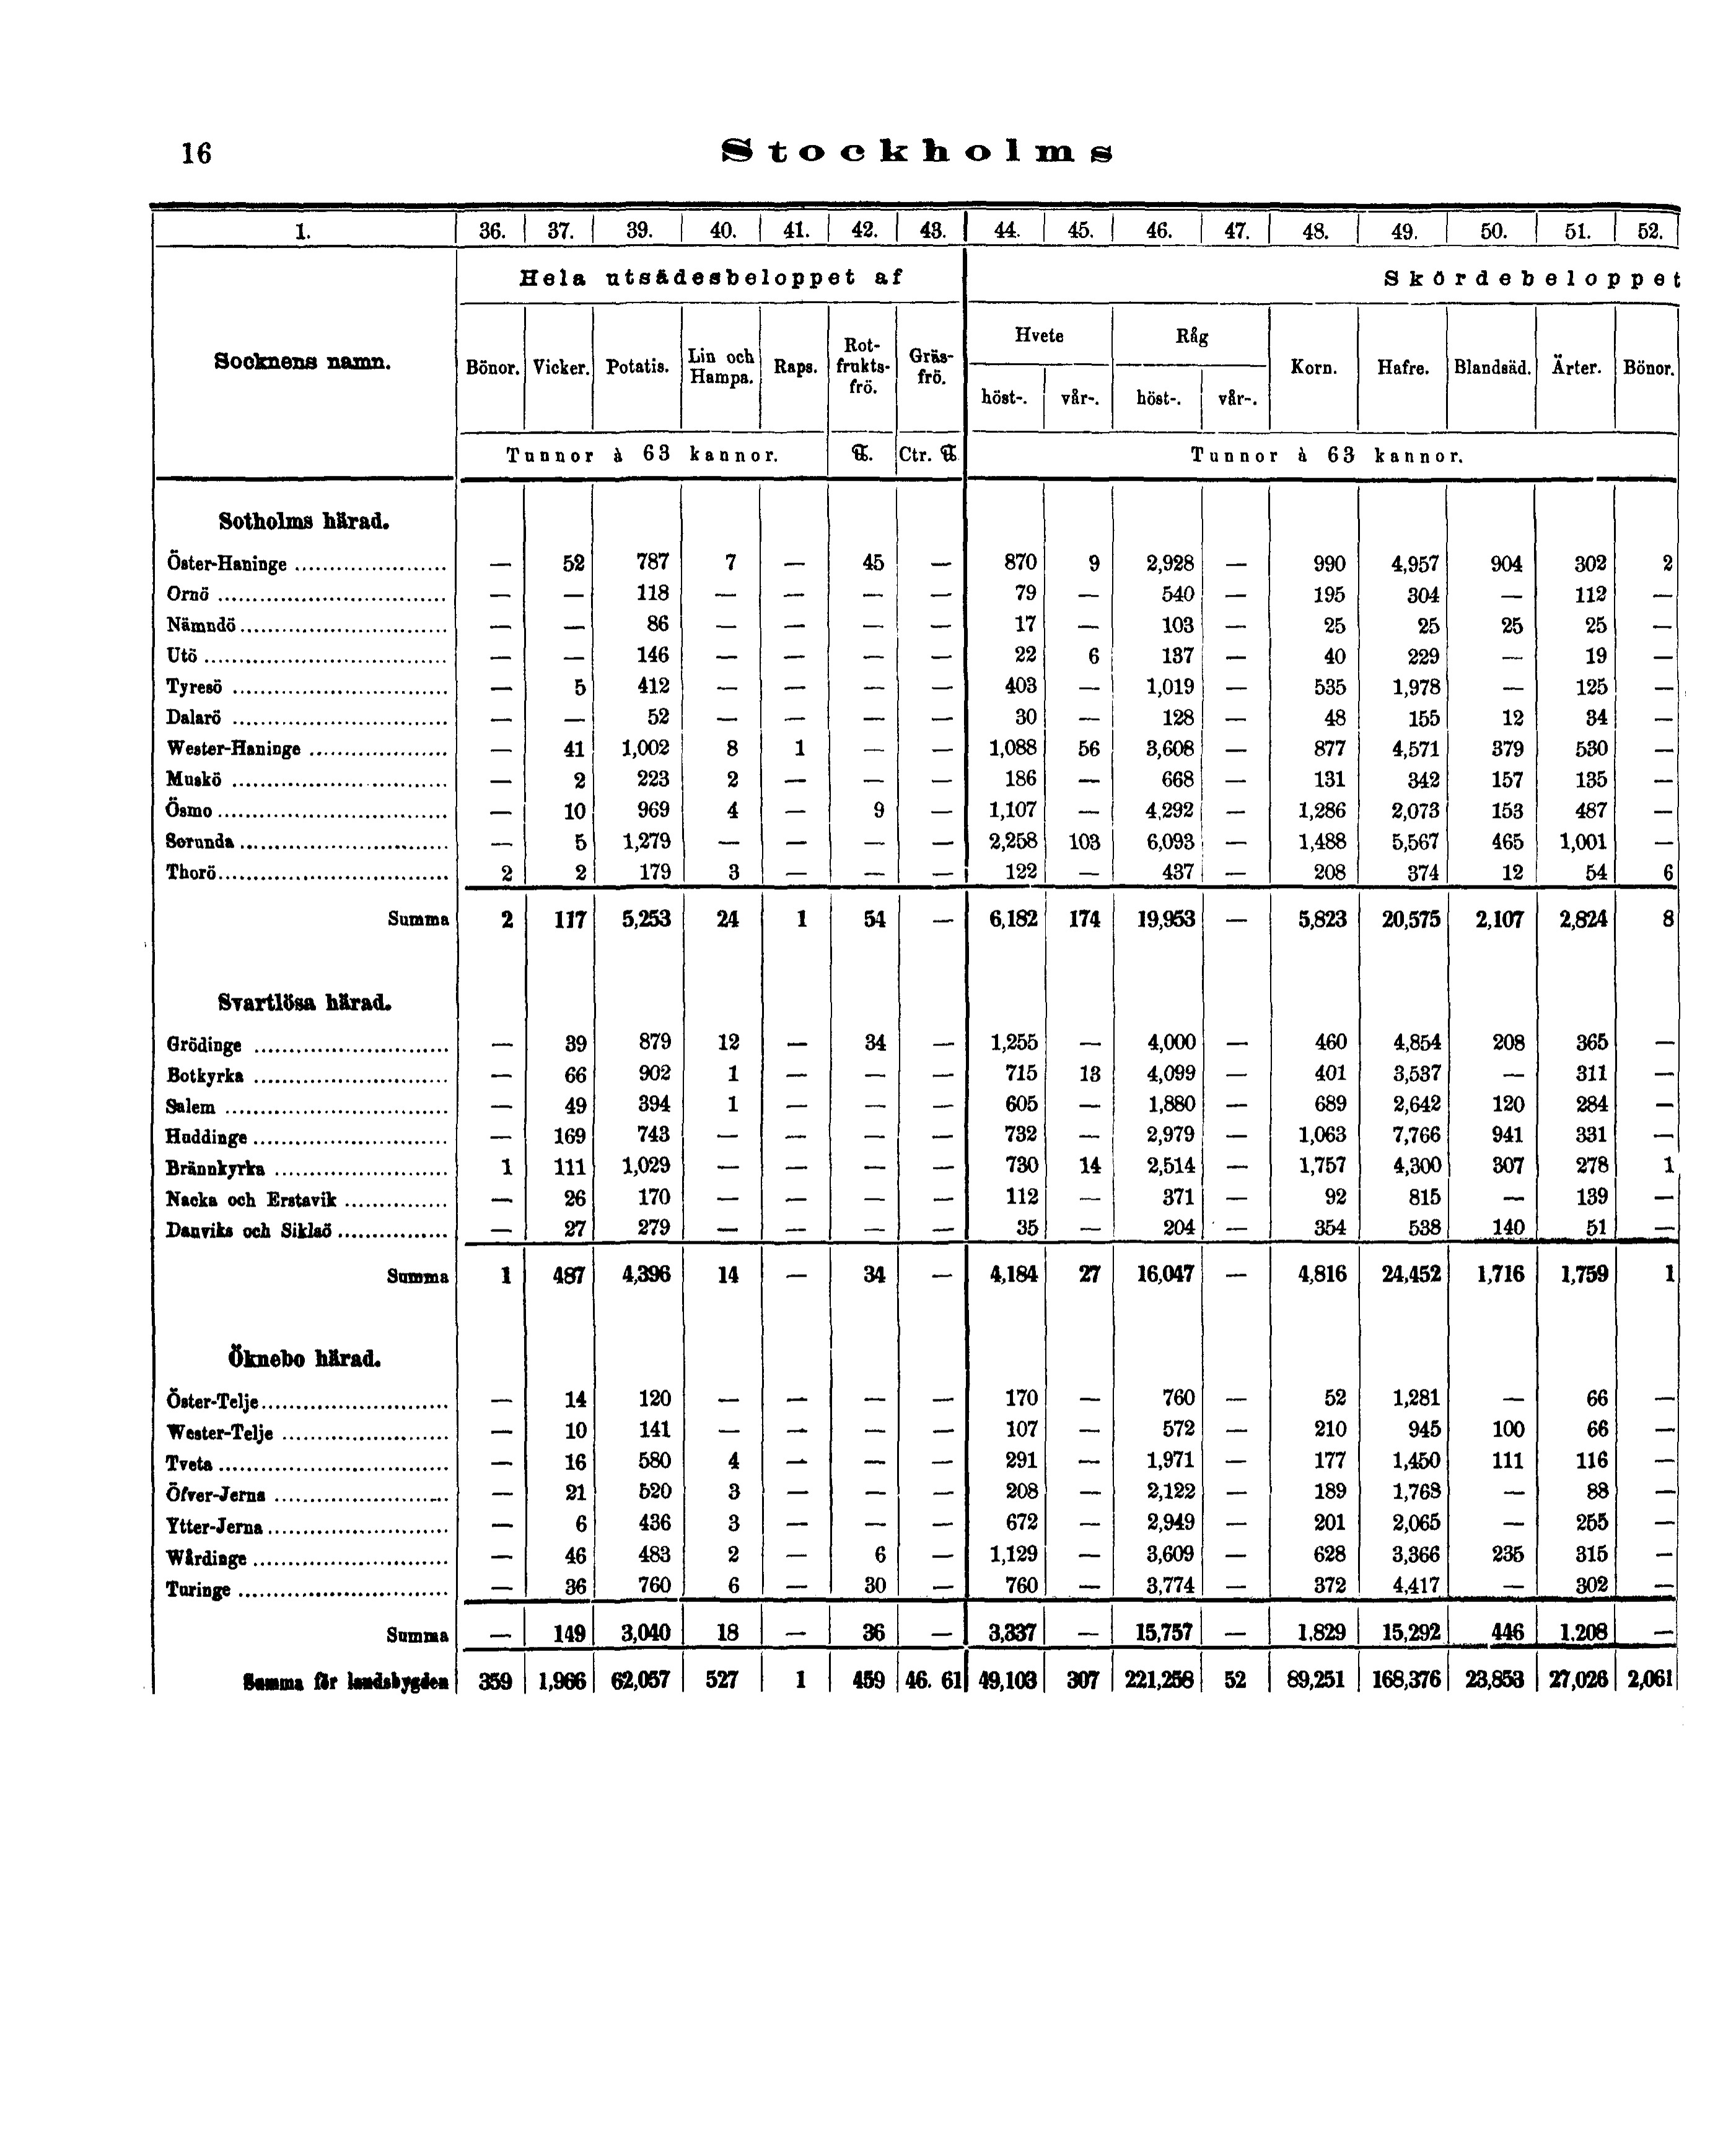 16
Stockholms
1. 36. 37. 39. 40. 41. 42. 43. 44. 45. 46. 47. 48. 49. 50. 51. 52.
Hela utsädesbeloppet af Skördebeloppet
Socknens namn. Bönor. Vicker. Potatis. Lin och Hampa. Raps. Rot-frukts-frö. Gräs-frö. Hvete höst-. vår-. Råg höst-. vår-. Korn. Hafre. Blandsäd. Ärter. Bönor.
Tunnor à 63 kannor. ℔. Ctr. ℔ Tunnor à 63 kannor.
Sotholms härad.
Öster-Haninge — 52 787 7 — 45 — 870 9 2,928 — 990 4,957 904 302 2
Ornö — — 118 — — — — 79 — 540 — 195 304 — 112 —
Nämndö — — 86 — — — — 17 — 103 — 25 25 25 25 —
Utö — — 146 — — — — 22 6 137 — 40 229 — 19 —
Tyresö — 5 412 — — — — 403 — 1,019 — 535 1,978 — 125 —
Dalarö — — 52 — — — — 30 — 128 — 48 155 12 34 —
Wester-Haninge — 41 1,002 8 1 — — 1,088 56 3,608 — 877 4,571 379 530 —
Muskö — 2 223 2 — — — 186 — 668 — 131 342 157 135 —
Ösmo — 10 969 4 — 9 — 1,107 — 4,292 — 1,286 2,073 153 487 —
Sorunda — 5 1,279 — — — — 2,258 103 6,093 — 1,488 5,567 465 1,001 —
Thorö 2 2 179 3 — — — 122 — 437 — 208 374 12 54 6
Summa 2 117 5,253 24 1 54 — 6,182 174 19,953 — 5,823 20,575 2,107 2,824 8
Svartlösa härad.
Grödinge — 39 879 12 — 34 — 1,255 — 4,000 — 460 4,854 208 365 —
Botkyrka — 66 902 1 — — — 715 13 4,099 — 401 3,537 — 311 —
Salem — 49 394 1 — — — 605 — 1,880 — 689 2,642 120 284 —
Huddinge — 169 743 — — — — 732 — 2,979 — 1,063 7,766 941 331 —
Brännkyrka 1 111 1,029 — — — — 730 14 2,514 — 1,757 4,300 307 278 1
Nacka och Erstavik — 26 170 — — — — 112 — 371 — 92 815 — 139 —
Danviks och Siklaö — 27 279 — — — — 35 — 204 — 354 538 140 51 —
Summa 1 487 4,396 14 — 34 — 4,184 27 16,047 — 4,816 24,452 1,716 1,759 1
Öknebo härad.
Öster-Telje — 14 120 — — — — 170 — 760 — 52 1,281 — 66 —
Wester-Telje — 10 141 — — — — 107 — 572 — 210 945 100 66 —
Tveta — 16 580 4 — — — 291 — 1,971 — 177 1,450 111 116 —
Öfver-Jerna — 21 520 3 — — — 208 — 2,122 — 189 1,768 — 88 —
Ytter-Jerna — 6 436 3 — — — 672 — 2,949 — 201 2,065 — 255 —
Wårdinge — 46 483 2 — 6 — 1,129 — 3,609 — 628 3,366 235 315 —
Turinge — 36 760 6 — 30 — 760 — 3,774 — 372 4,417 — 302 —
Summa — 149 3,040 18 — 36 — 3,337 — 15,757 — 1,829 15,292 446 1,208 —
Summa för landsbygden 359 1,966 62,057 527 1 459 46. 61 49,103 307 221,258 52 89,251 168,376 23,853 27,026 2,061